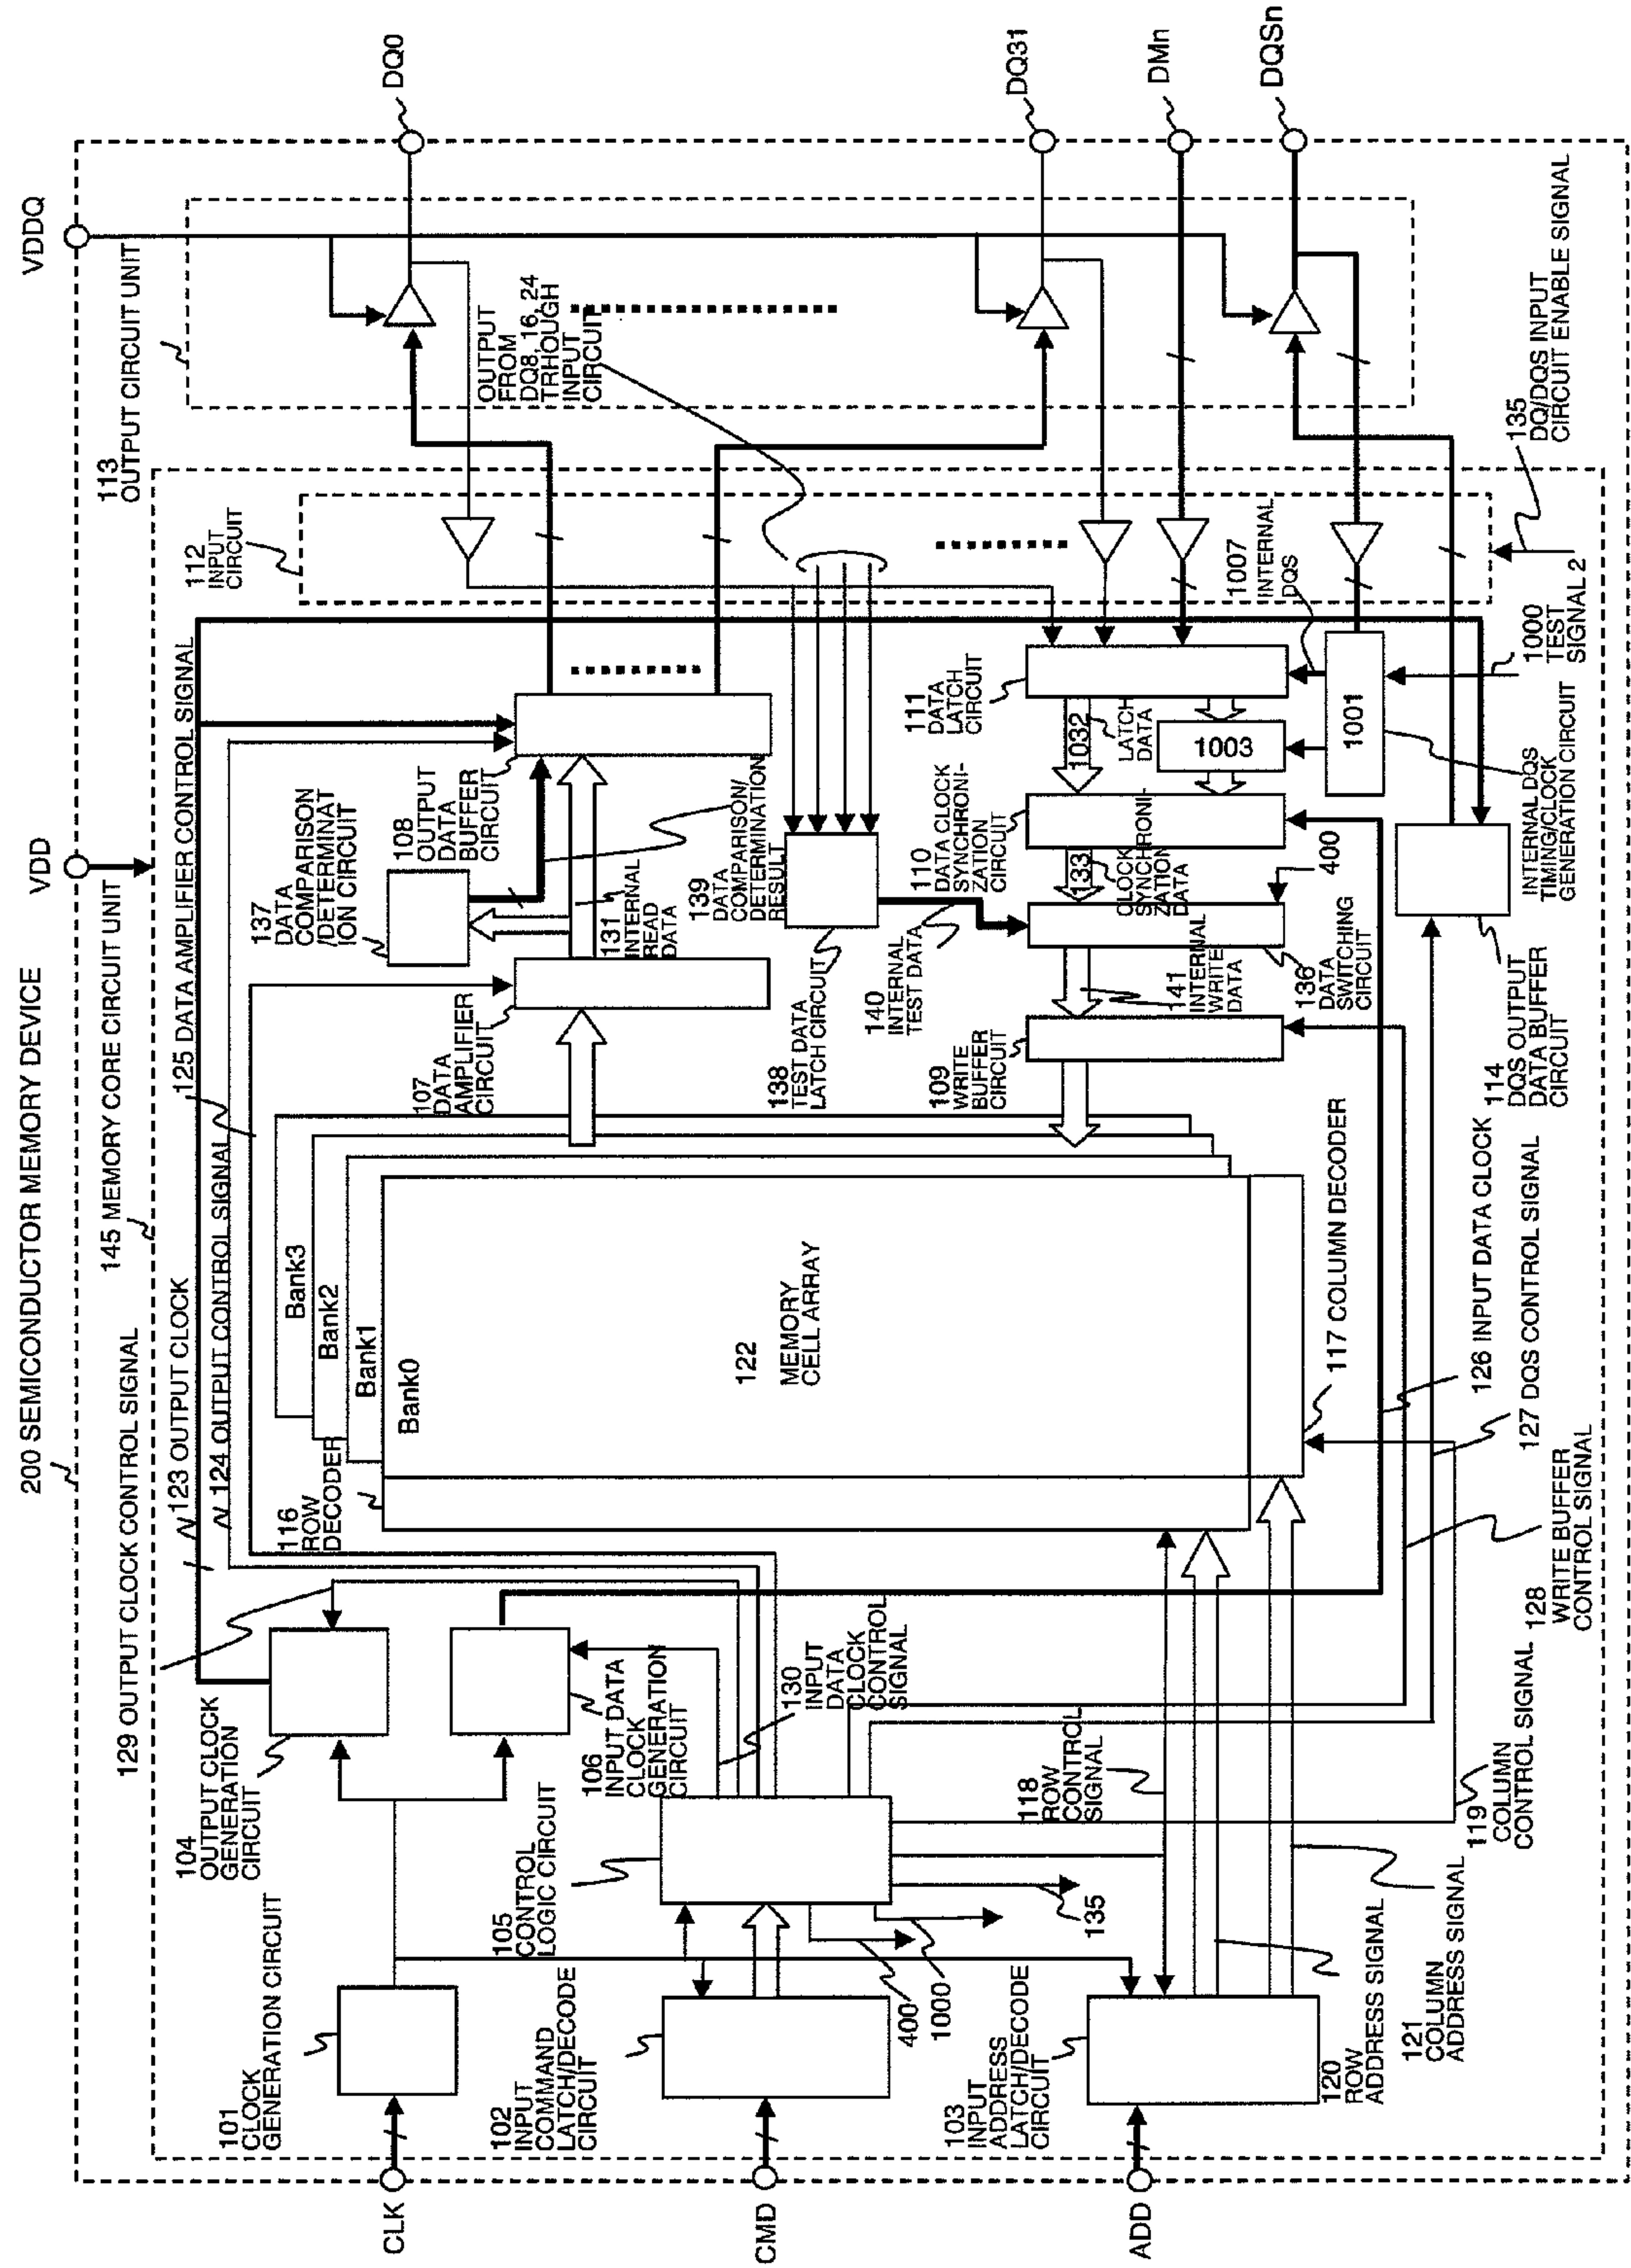 200 SEMICONDUCTOR MEMORY DEVICE
VDD
VDDQ
129 OUTPUT CLOCK CONTROL SIGNAL
145 MEMORY CORE CIRCUIT UNIT
113
OUTPUT CIRCUIT UNIT
123 OUTPUT CLOCK
124 OUTPUT CONTROL SIGNAL
125 DATA AMPLIFIER CONTROL SIGNAL
112
INPUT
CIRCUIT
104
OUTPUT CLOCK
GENERATION
CIRCUIT
101
CLOCK
GENERATION CIRCUIT
CLK
116
ROW
DECODER
Bank3
Bank2
Bank1
Bank0
137
DATA
COMPARISON
/DETERMINAT
ION CIRCUIT
108
OUTPUT
DATA
BUFFER
CIRCUIT
107
DATA
AMPLIFIER
CIRCUIT
131
INTERNAL
READ
DATA
139
DATA
COMPARISON/
DETERMINATION
RESULT
OUTPUT
FROM
DQ8, 16, 24
TRHOUGH
INPUT
CIRCUIT
DQ0
106
INPUT DATA
CLOCK
GENERATION
CIRCUIT
105
CONTROL
LOGIC CIRCUIT
102
INPUT
COMMAND
LATCH/DECODE
CIRCUIT
CMD
130
INPUT
DATA
CLOCK
CONTROL
SIGNAL
122
MEMORY
CELL ARRAY
138
TEST DATA
LATCH CIRCUIT
140
INTERNAL
TEST DATA
110
DATA CLOCK
SYNCHRONI-
ZATION
CIRCUIT
111
DATA
LATCH
CIRCUIT
109
WRITE
BUFFER
CIRCUIT
400
1000
135
103
INPUT
ADDRESS
LATCH/DECODE
CIRCUIT
ADD
118
ROW
CONTROL
SIGNAL
133
CLOCK
SYNCHRONI-
ZATION
DATA
1032
LATCH
DATA
1003
1001
1007
INTERNAL
DQS
DQ31
DMn
DQSn
141
INTERNAL
WRITE
DATA
136
DATA
SWITCHING
CIRCUIT
400
117 COLUMN DECODER
120
ROW
ADDRESS SIGNAL
121
COLUMN
ADDRESS SIGNAL
119
COLUMN
CONTROL SIGNAL
128
WRITE BUFFER
CONTROL SIGNAL
126 INPUT DATA CLOCK
127 DQS CONTROL SIGNAL
114
DQS OUTPUT
DATA BUFFER
CIRCUIT
INTERNAL DQS
TIMING/CLOCK
GENERATION CIRCUIT
1000
TEST
SIGNAL 2
135
DQ/DQS INPUT
CIRCUIT ENABLE SIGNAL